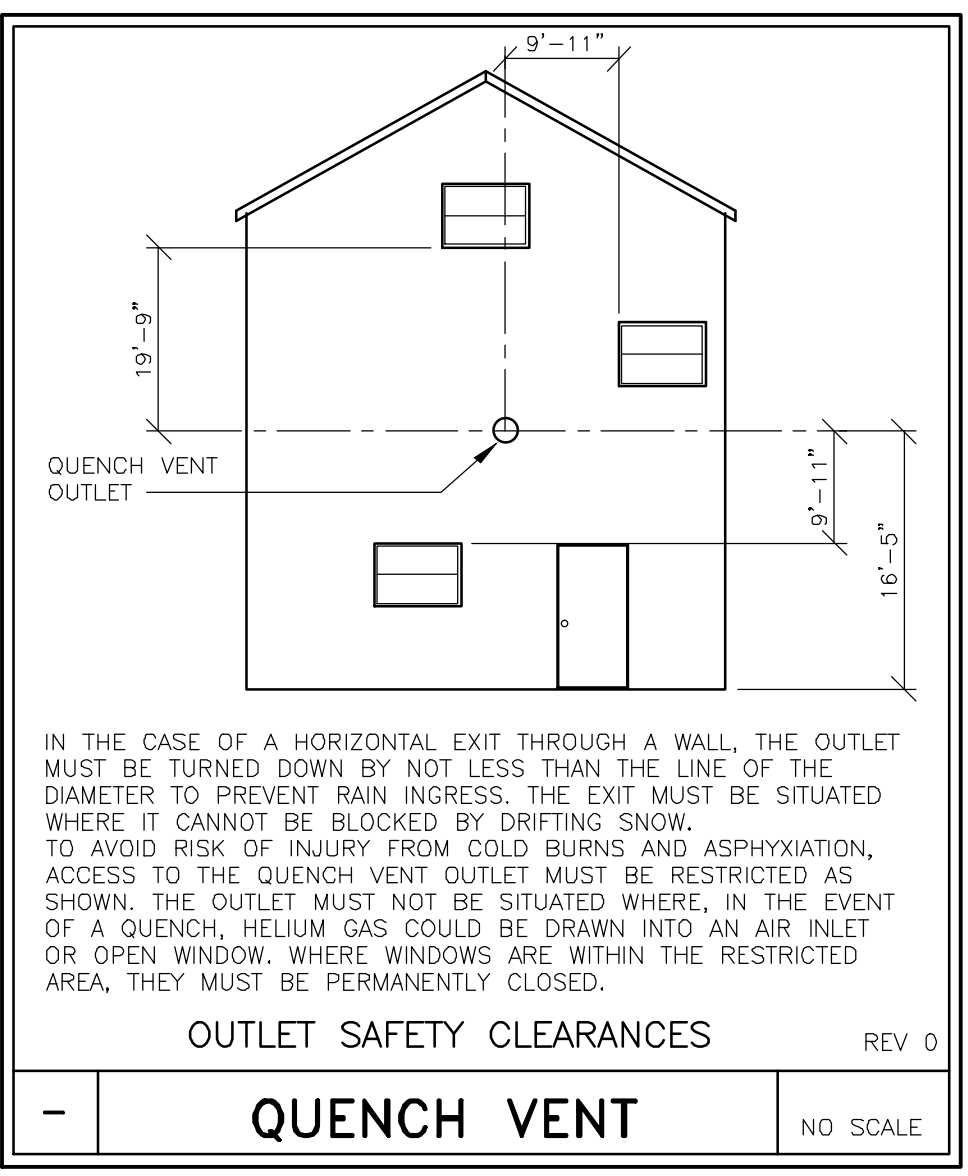 9'-11"
19'-9"
QUENCH VENT
OUTLET
9'-11"
16'-5"
IN THE CASE OF A HORIZONTAL EXIT THROUGH A WALL, THE OUTLET
MUST BE TURNED DOWN BY NOT LESS THAN THE LINE OF THE
DIAMETER TO PREVENT RAIN INGRESS. THE EXIT MUST BE SITUATED
WHERE IT CANNOT BE BLOCKED BY DRIFTING SNOW.
TO AVOID RISK OF INJURY FROM COLD BURNS AND ASPHYXIATION,
ACCESS TO THE QUENCH VENT OUTLET MUST BE RESTRICTED AS
SHOWN. THE OUTLET MUST NOT BE SITUATED WHERE, IN THE EVENT
OF A QUENCH, HELIUM GAS COULD BE DRAWN INTO AN AIR INLET
OR OPEN WINDOW. WHERE WINDOWS ARE WITHIN THE RESTRICTED
AREA, THEY MUST BE PERMANENTLY CLOSED.
OUTLET SAFETY CLEARANCES
REV 0
-
QUENCH VENT
NO SCALE